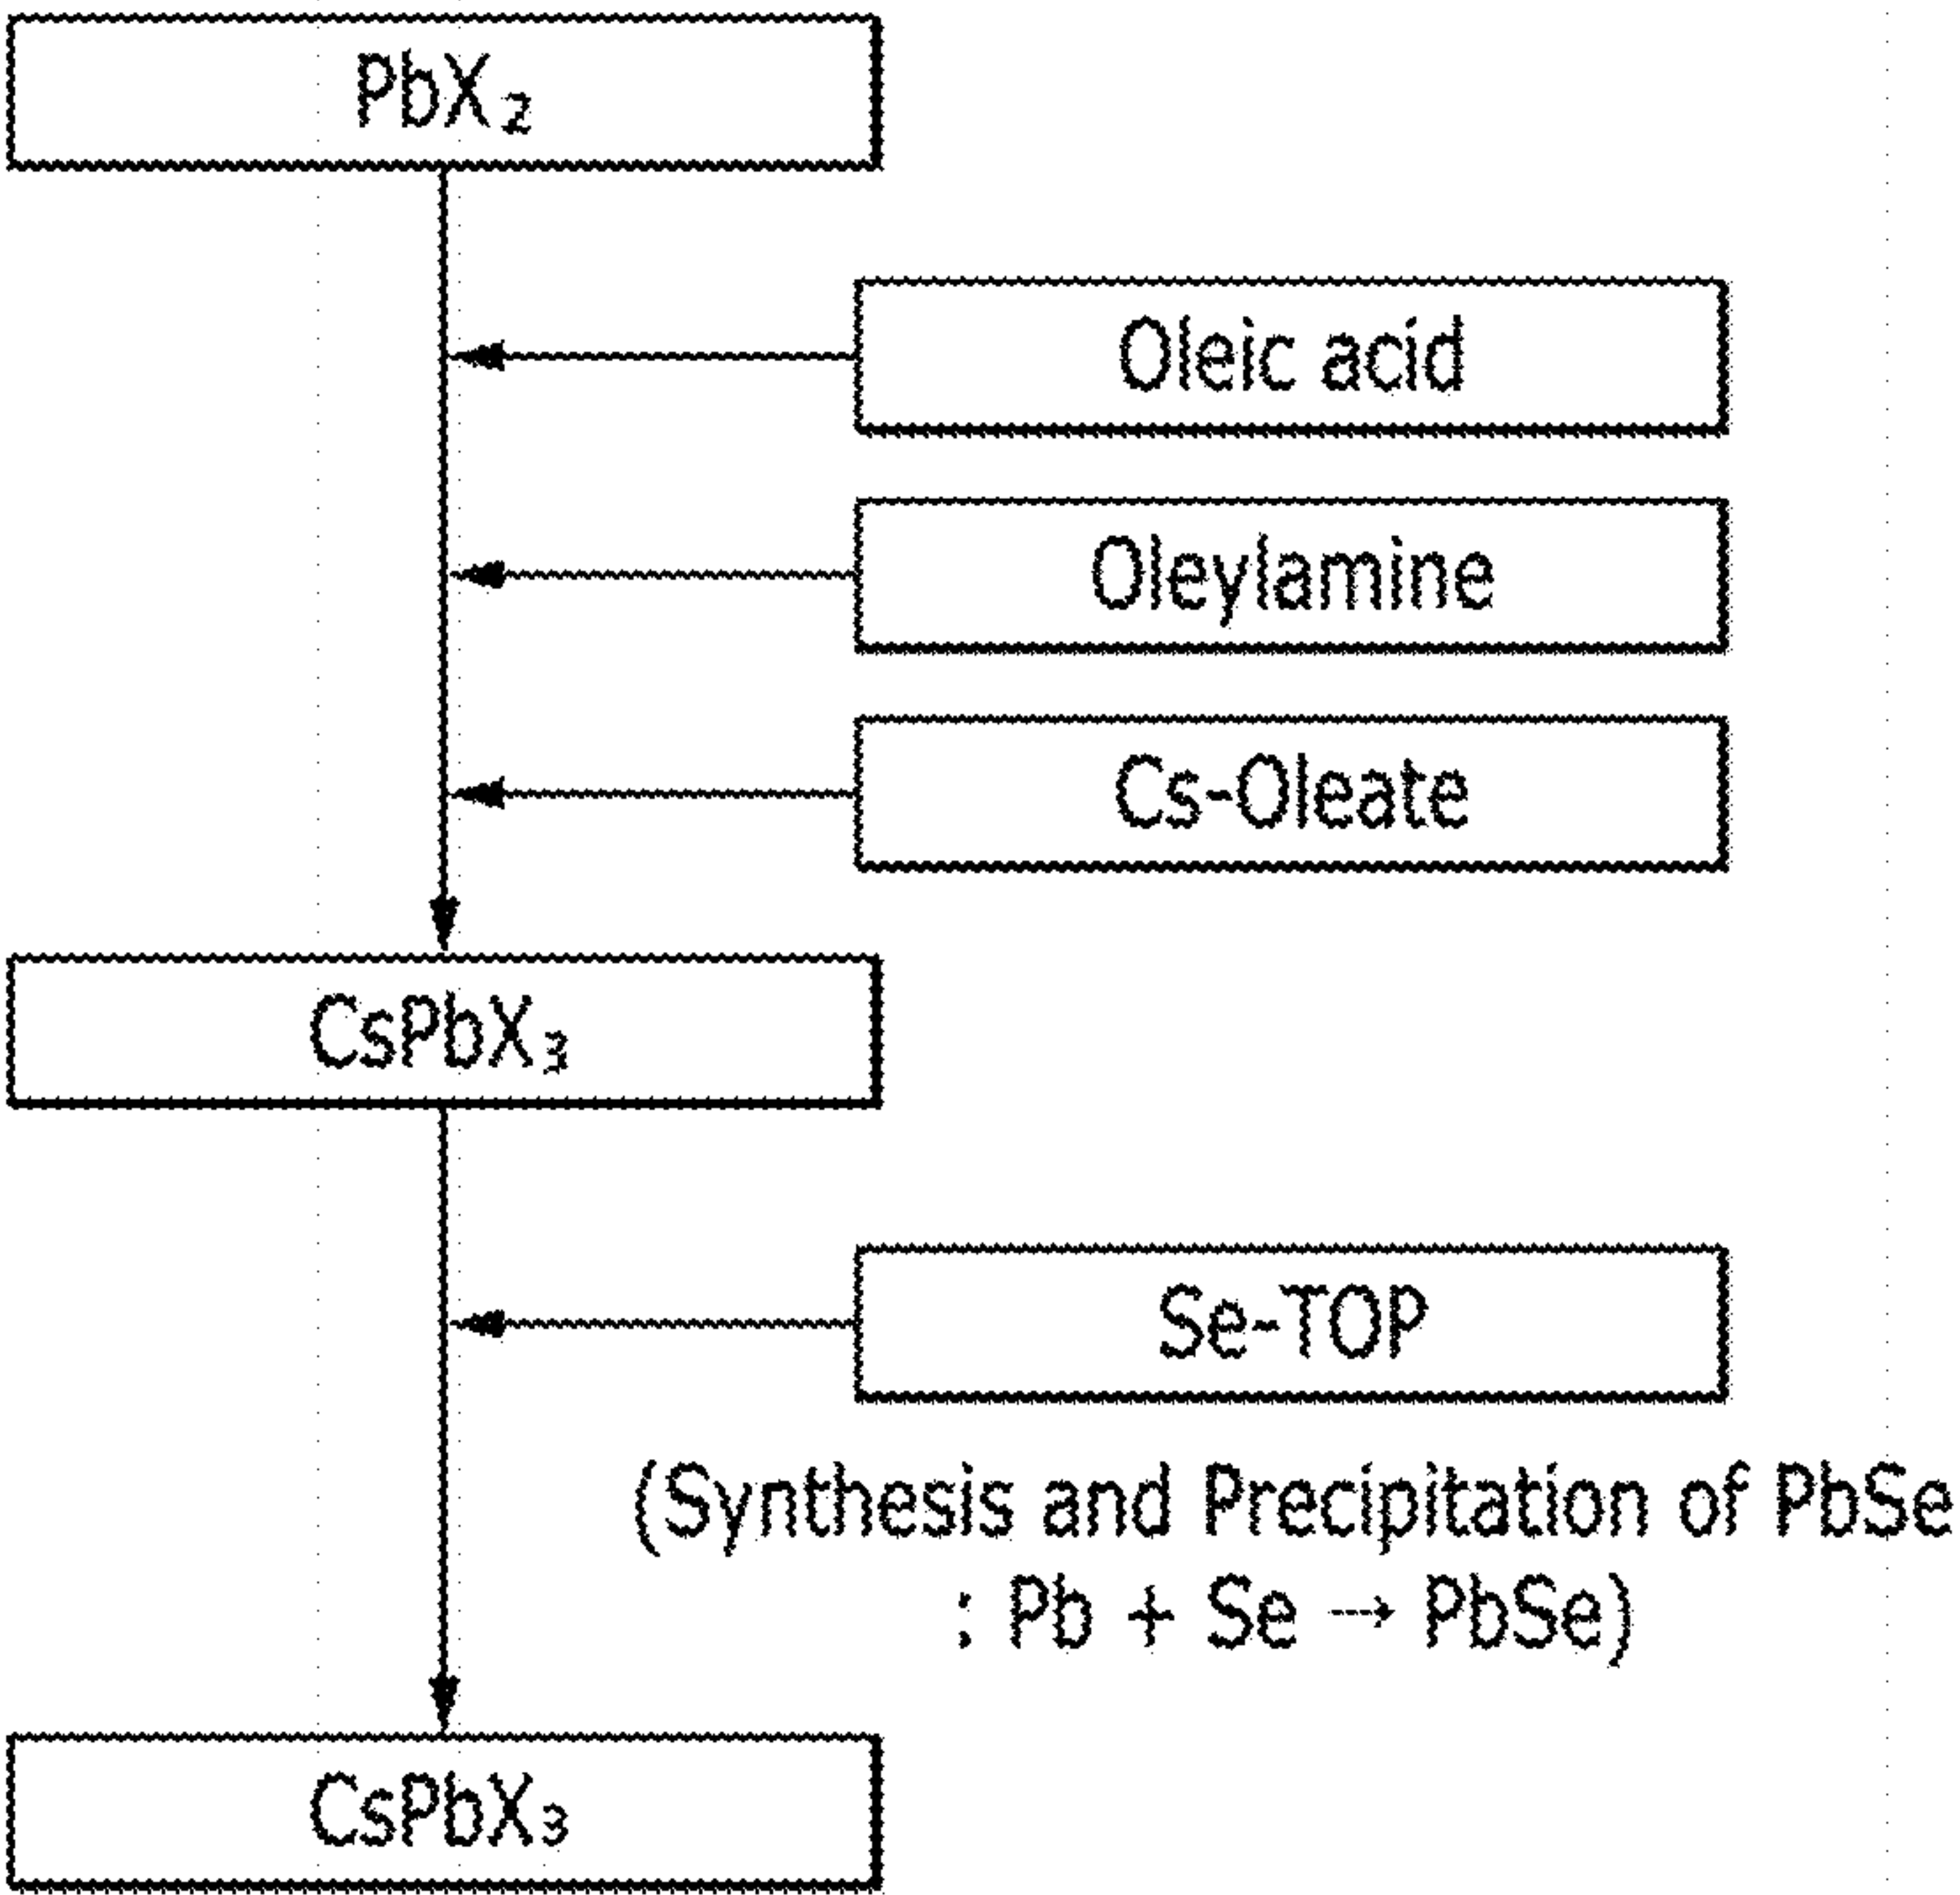 PbX₂
Oleic acid
Oleylamine
Cs-Oleate
CsPbX₃
Se-TOP
(Synthesis and Precipitation of PbSe
: Pb + Se → PbSe)
CsPbX₃